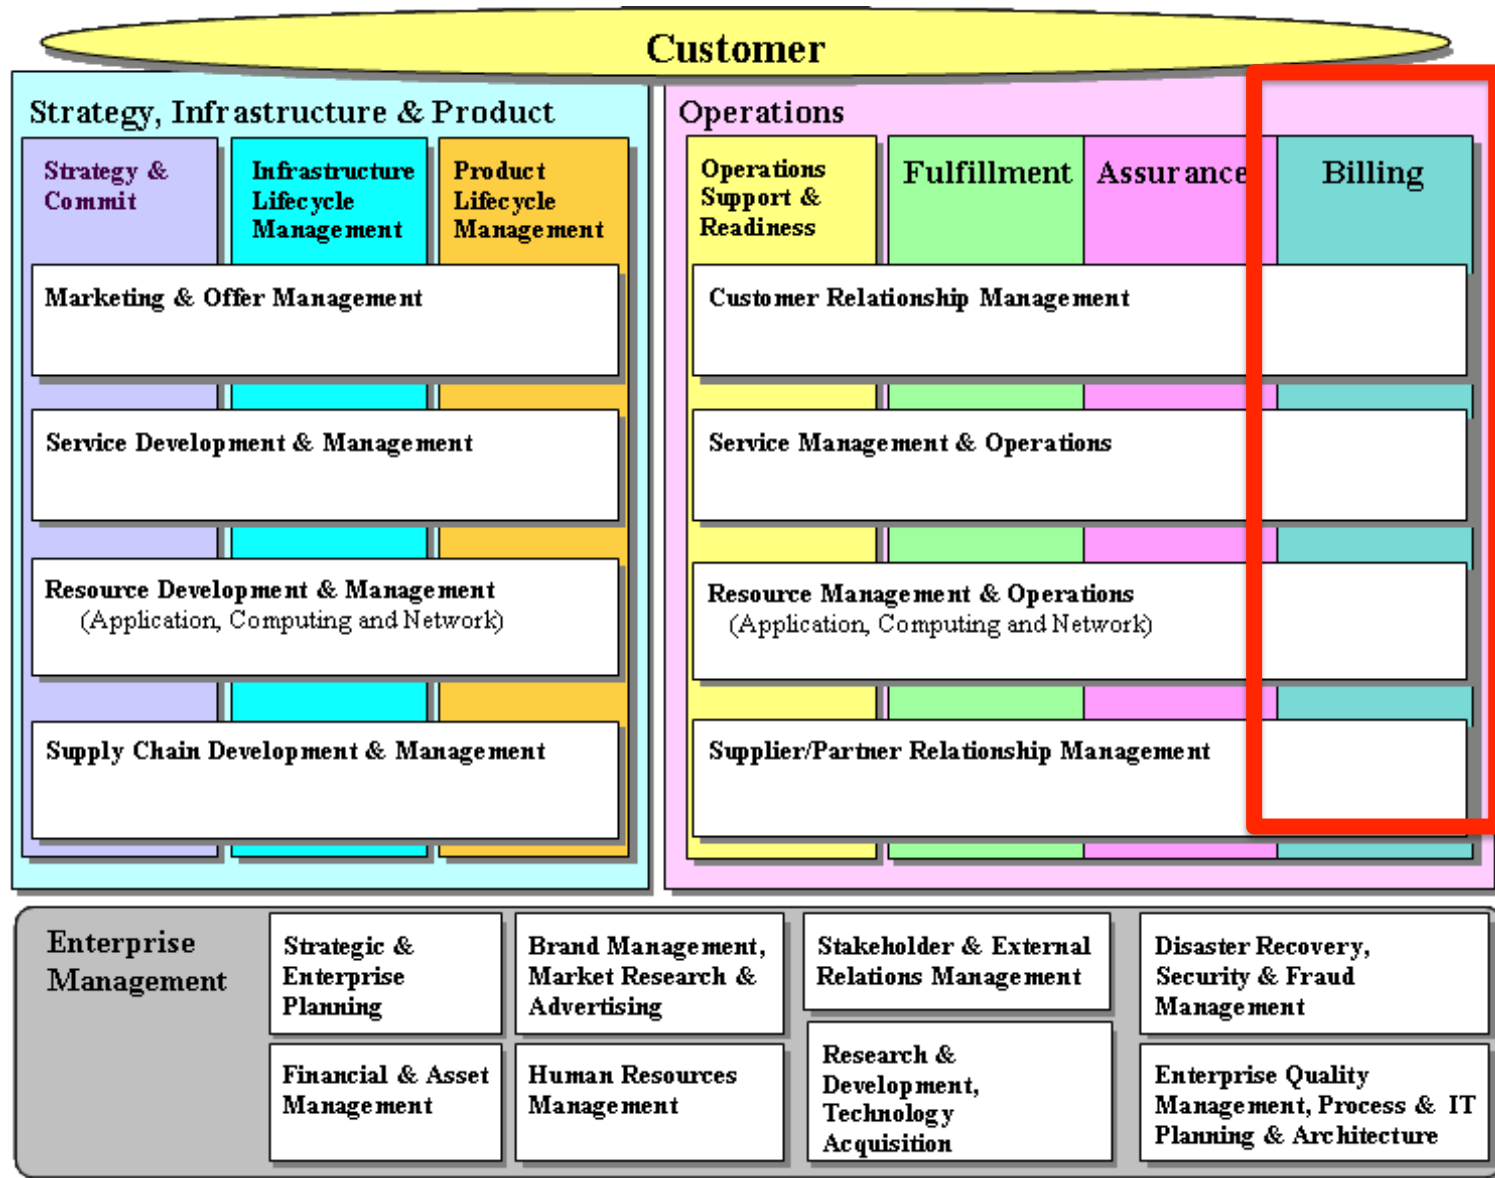 Customer
Strategy, Infrastructure & Product
Strategy &
Commit
Infrastructure
Lifecycle
Management
Product
Lifecycle
Management
Marketing & Offer Management
Service Development & Management
Resource Development & Management
(Application, Computing and Network)
Supply Chain Development & Management
Operations
Operations
Support &
Readiness
Fulfillment
Assurance
Billing
Customer Relationship Management
Service Management & Operations
Resource Management & Operations
(Application, Computing and Network)
Supplier/Partner Relationship Management
Enterprise
Management
Strategic &
Enterprise
Planning
Brand Management,
Market Research &
Advertising
Stakeholder & External
Relations Management
Disaster Recovery,
Security & Fraud
Management
Financial & Asset
Management
Human Resources
Management
Research &
Development,
Technology
Acquisition
Enterprise Quality
Management, Process & IT
Planning & Architecture